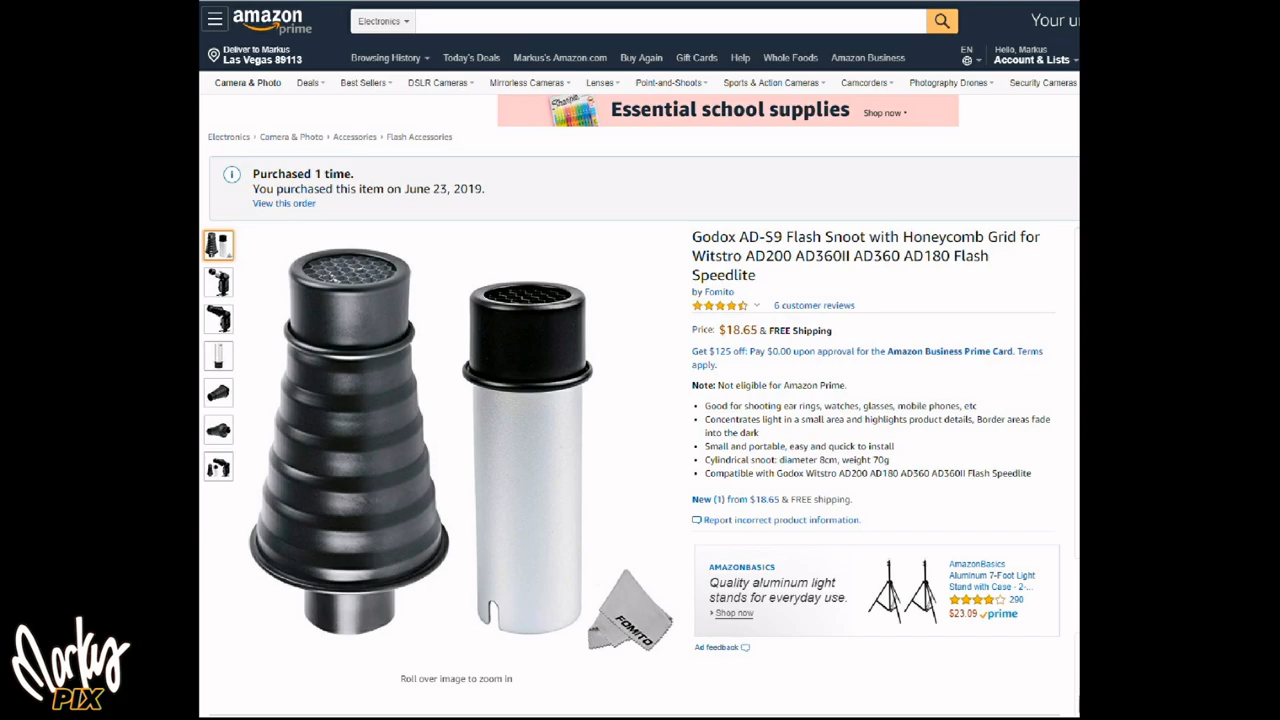 amazon
prime
Electronics
Your
Deliver to Markus
Las Vegas 89113
Browsing History
Today's Deals
Markus's Amazon.com
Buy Again
Gift Cards
Help
Whole Foods
Amazon Business
EN
Hello, Markus
Account & Lists
Camera & Photo
Deals
Best Sellers
DSLR Cameras
Mirrorless Cameras
Lenses
Point-and-Shoots
Sports & Action Cameras
Camcorders
Photography Drones
Security Cameras
Sharpie
Essential school supplies
Shop now
Electronics › Camera & Photo › Accessories › Flash Accessories
Purchased 1 time.
You purchased this item on June 23, 2019.
View this order
Godox AD-S9 Flash Snoot with Honeycomb Grid for
Witstro AD200 AD360II AD360 AD180 Flash
Speedlite
by Fomito
6 customer reviews
Price: $18.65 & FREE Shipping
Get $125 off: Pay $0.00 upon approval for the Amazon Business Prime Card. Terms
apply.
Note: Not eligible for Amazon Prime.
• Good for shooting ear rings, watches, glasses, mobile phones, etc
• Concentrates light in a small area and highlights product details, Border areas fade
into the dark
• Small and portable, easy and qucick to install
• Cylindrical snoot: diameter 8cm, weight 70g
• Compatible with Godox Witstro AD200 AD180 AD360 AD360II Flash Speedlite
New (1) from $18.65 & FREE shipping.
Report incorrect product information.
AMAZONBASICS
Quality aluminum light
stands for everyday use.
› Shop now
AmazonBasics
Aluminum 7-Foot Light
Stand with Case - 2-...
290
$23.09 prime
Ad feedback
FOMITO
Roll over image to zoom in
Markus
PIX